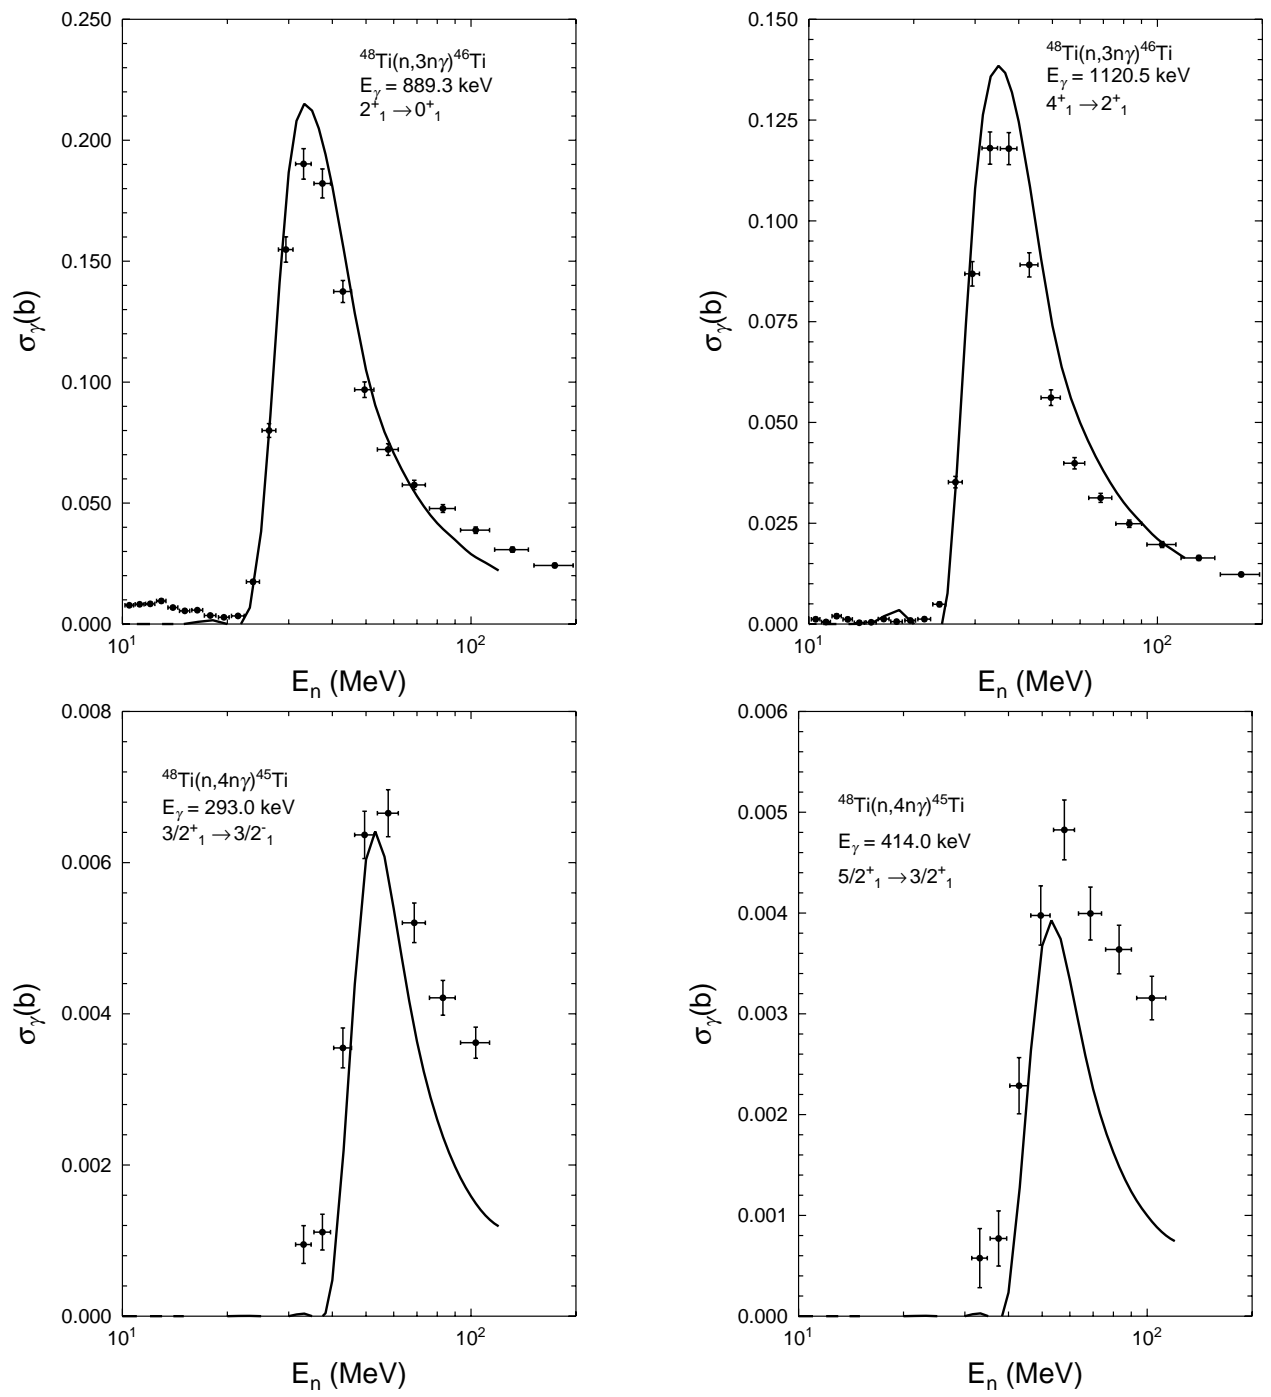 0.250
0.200
0.150
0.100
0.050
0.000
σγ(b)
⁴⁸Ti(n,3nγ)⁴⁶Ti
Eγ = 889.3 keV
2⁺₁→0⁺₁
10¹ 10²
Eₙ (MeV)
0.150
0.125
0.100
0.075
0.050
0.025
0.000
σγ(b)
⁴⁸Ti(n,3nγ)⁴⁶Ti
Eγ = 1120.5 keV
4⁺₁→2⁺₁
10¹ 10²
Eₙ (MeV)
0.008
0.006
0.004
0.002
0.000
σγ(b)
⁴⁸Ti(n,4nγ)⁴⁵Ti
Eγ = 293.0 keV
3/2⁺₁→3/2⁻₁
10¹ 10²
Eₙ (MeV)
0.006
0.005
0.004
0.003
0.002
0.001
0.000
σγ(b)
⁴⁸Ti(n,4nγ)⁴⁵Ti
Eγ = 414.0 keV
5/2⁺₁→3/2⁺₁
10¹ 10²
Eₙ (MeV)